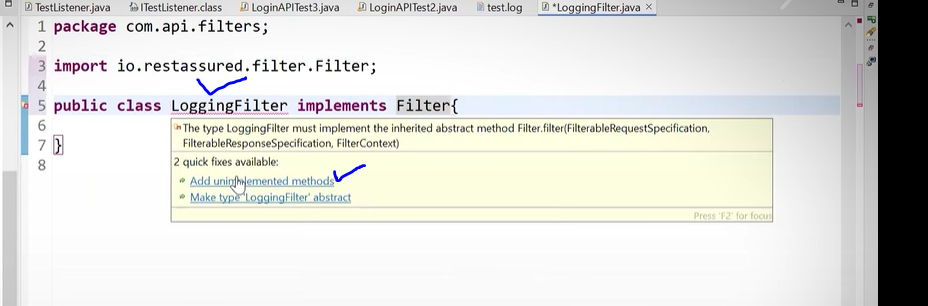 TestListener.java ITestListener.class LoginAPITest3.java LoginAPITest2.java test.log *LoggingFilter.java
1 package com.api.filters;
2
3 import io.restassured.filter.Filter;
4
5 public class LoggingFilter implements Filter{
6
The type LoggingFilter must implement the inherited abstract method Filter.filter(FilterableRequestSpecification,
7 }
FilterableResponseSpecification, FilterContext)
8
2 quick fixes available:
Add unimplemented methods
Make type 'LoggingFilter' abstract
Press 'F2' for focus